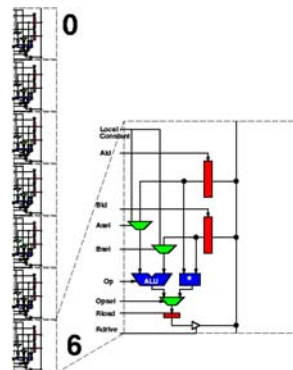 0
Local
Constant
Ald
Bld
Asel
Bsel
Op
ALU
*
Opsel
Rload
Rdrive
6